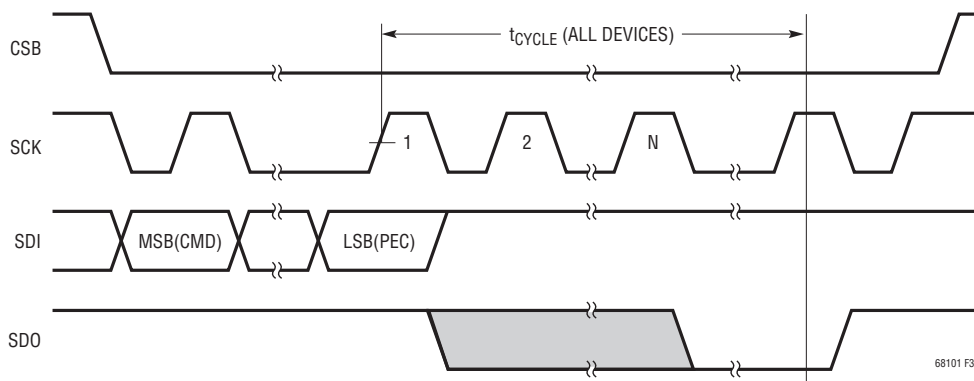 CSB
tCYCLE (ALL DEVICES)
SCK
1
2
N
SDI
MSB(CMD)
LSB(PEC)
SDO
68101 F3